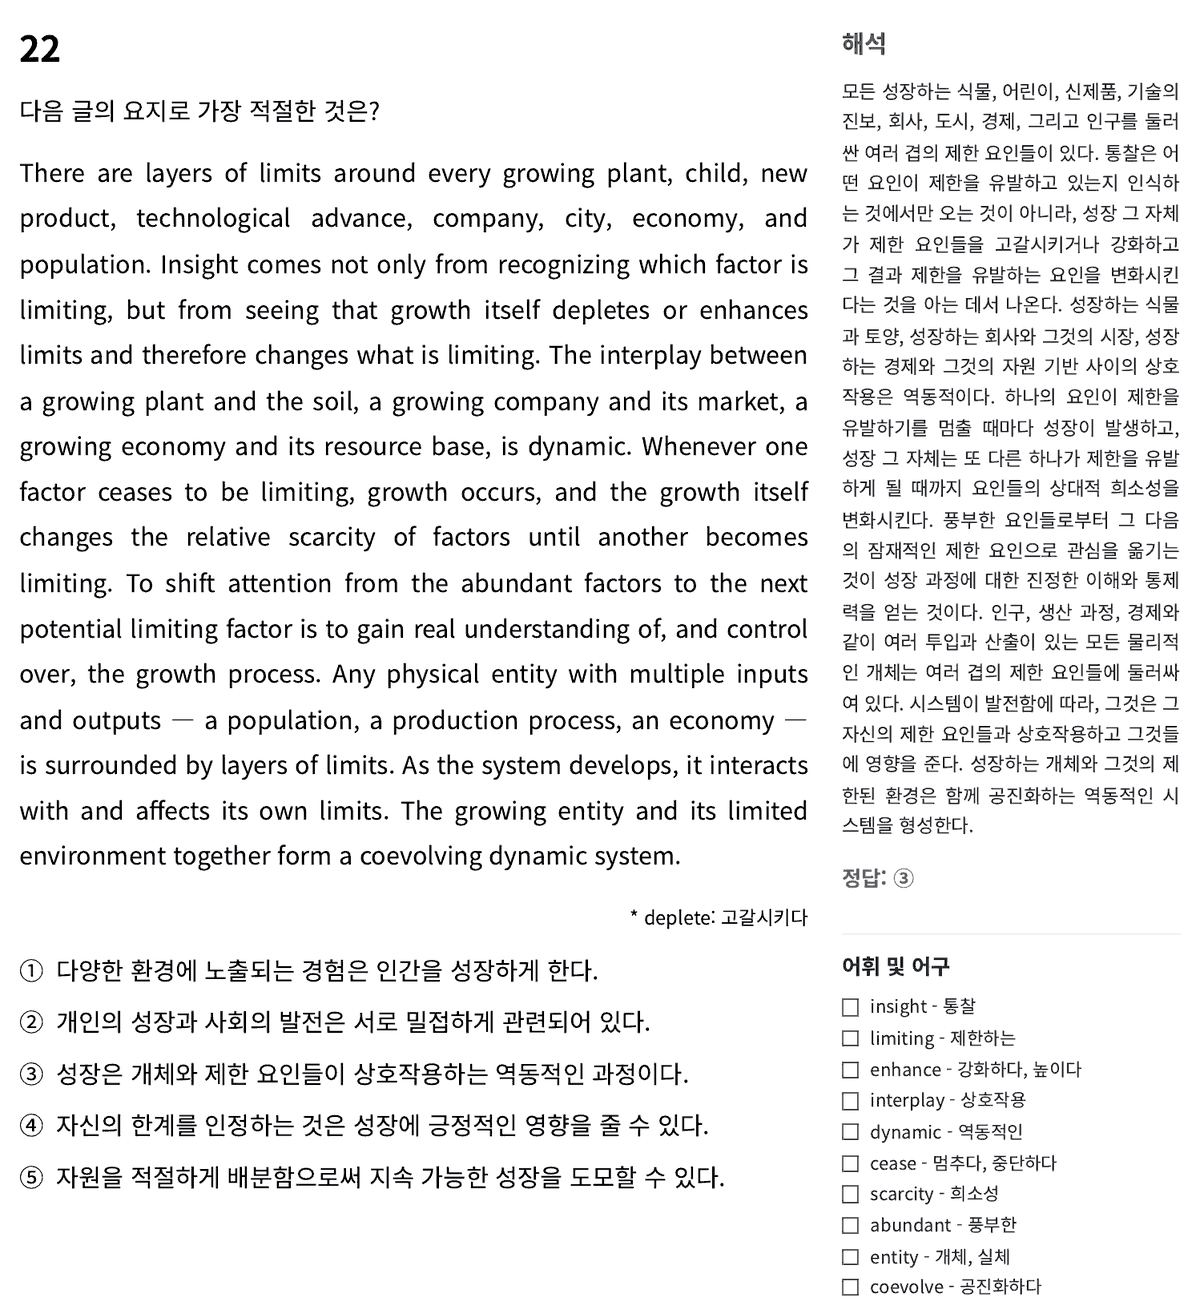 22
다음 글의 요지로 가장 적절한 것은?
There are layers of limits around every growing plant, child, new
product, technological advance, company, city, economy, and
population. Insight comes not only from recognizing which factor is
limiting, but from seeing that growth itself depletes or enhances
limits and therefore changes what is limiting. The interplay between
a growing plant and the soil, a growing company and its market, a
growing economy and its resource base, is dynamic. Whenever one
factor ceases to be limiting, growth occurs, and the growth itself
changes the relative scarcity of factors until another becomes
limiting. To shift attention from the abundant factors to the next
potential limiting factor is to gain real understanding of, and control
over, the growth process. Any physical entity with multiple inputs
and outputs — a population, a production process, an economy —
is surrounded by layers of limits. As the system develops, it interacts
with and affects its own limits. The growing entity and its limited
environment together form a coevolving dynamic system.
* deplete: 고갈시키다
① 다양한 환경에 노출되는 경험은 인간을 성장하게 한다.
② 개인의 성장과 사회의 발전은 서로 밀접하게 관련되어 있다.
③ 성장은 개체와 제한 요인들이 상호작용하는 역동적인 과정이다.
④ 자신의 한계를 인정하는 것은 성장에 긍정적인 영향을 줄 수 있다.
⑤ 자원을 적절하게 배분함으로써 지속 가능한 성장을 도모할 수 있다.
해석
모든 성장하는 식물, 어린이, 신제품, 기술의
진보, 회사, 도시, 경제, 그리고 인구를 둘러
싼 여러 겹의 제한 요인들이 있다. 통찰은 어
떤 요인이 제한을 유발하고 있는지 인식하
는 것에서만 오는 것이 아니라, 성장 그 자체
가 제한 요인들을 고갈시키거나 강화하고
그 결과 제한을 유발하는 요인을 변화시킨
다는 것을 아는 데서 나온다. 성장하는 식물
과 토양, 성장하는 회사와 그것의 시장, 성장
하는 경제와 그것의 자원 기반 사이의 상호
작용은 역동적이다. 하나의 요인이 제한을
유발하기를 멈출 때마다 성장이 발생하고,
성장 그 자체는 또 다른 하나가 제한을 유발
하게 될 때까지 요인들의 상대적 희소성을
변화시킨다. 풍부한 요인들로부터 그 다음
의 잠재적인 제한 요인으로 관심을 옮기는
것이 성장 과정에 대한 진정한 이해와 통제
력을 얻는 것이다. 인구, 생산 과정, 경제와
같이 여러 투입과 산출이 있는 모든 물리적
인 개체는 여러 겹의 제한 요인들에 둘러싸
여 있다. 시스템이 발전함에 따라, 그것은 그
자신의 제한 요인들과 상호작용하고 그것들
에 영향을 준다. 성장하는 개체와 그것의 제
한된 환경은 함께 공진화하는 역동적인 시
스템을 형성한다.
정답: ③
어휘 및 어구
□ insight - 통찰
□ limiting - 제한하는
□ enhance - 강화하다, 높이다
□ interplay - 상호작용
□ dynamic - 역동적인
□ cease - 멈추다, 중단하다
□ scarcity - 희소성
□ abundant - 풍부한
□ entity - 개체, 실체
□ coevolve - 공진화하다